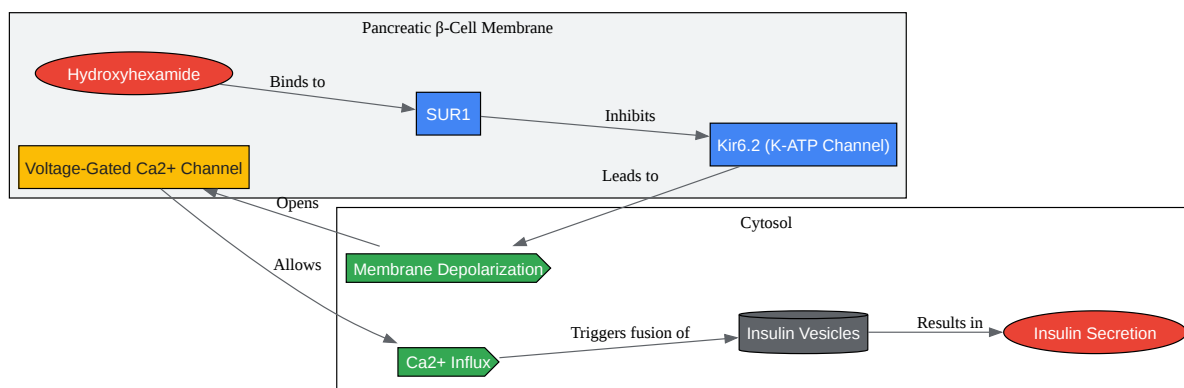 Pancreatic β-Cell Membrane
Hydroxyhexamide
Binds to
SUR1
Inhibits
Kir6.2 (K-ATP Channel)
Voltage-Gated Ca2+ Channel
Leads to
Opens
Cytosol
Allows
Membrane Depolarization
Triggers fusion of
Insulin Vesicles
Results in
Insulin Secretion
Ca2+ Influx